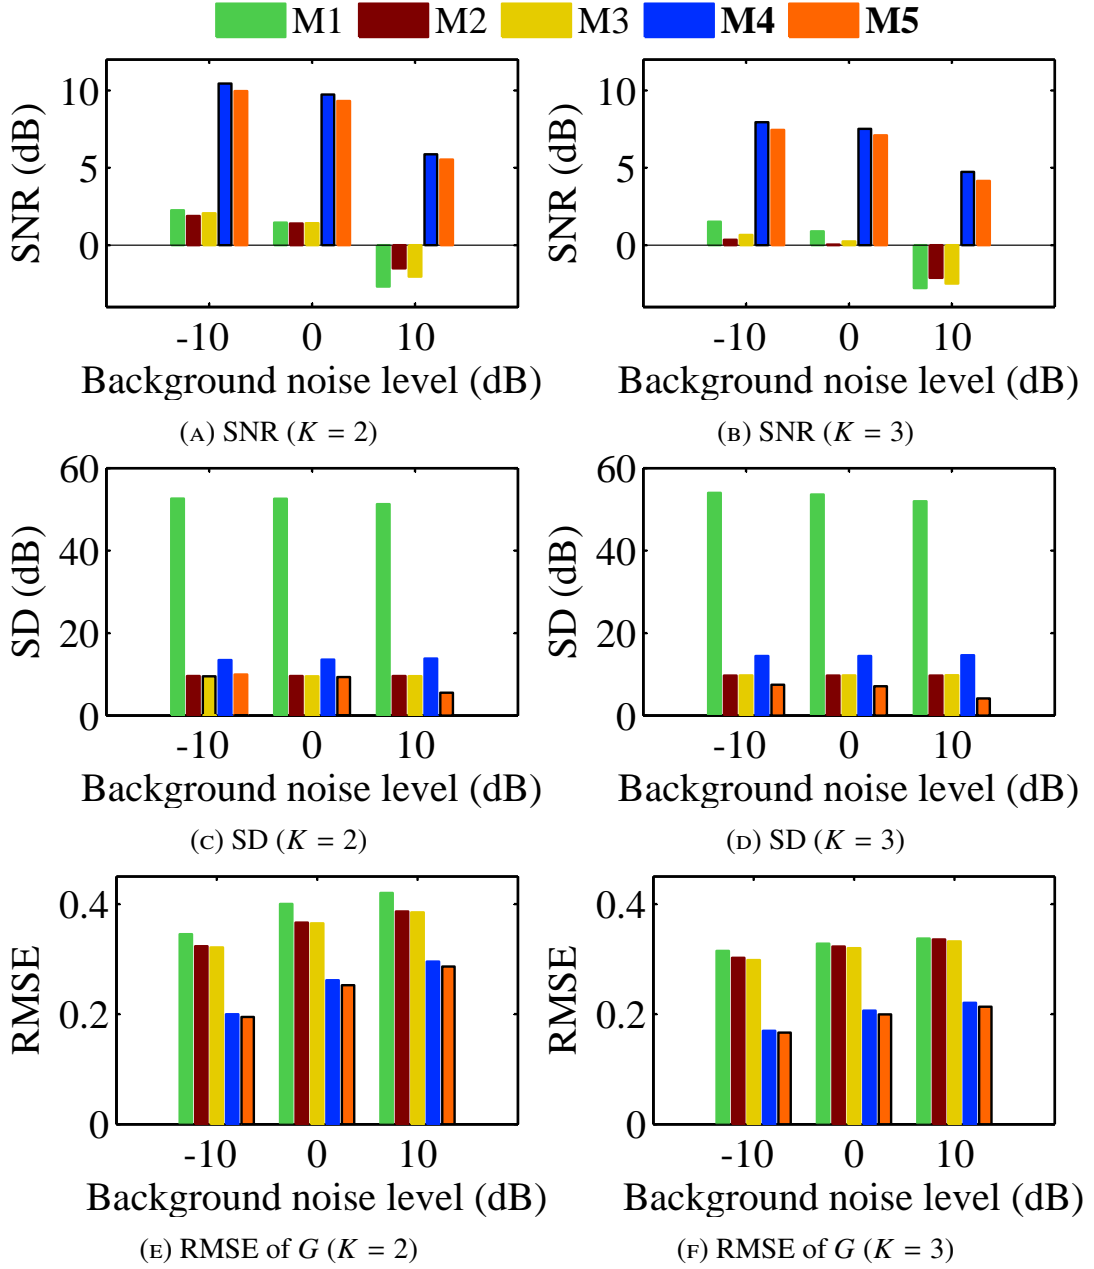 M1 M2 M3 M4 M5
SNR (dB)
10
5
0
-10 0 10
Background noise level (dB)
(A) SNR (K = 2)
SNR (dB)
10
5
0
-10 0 10
Background noise level (dB)
(B) SNR (K = 3)
SD (dB)
60
40
20
0
-10 0 10
Background noise level (dB)
(C) SD (K = 2)
SD (dB)
60
40
20
0
-10 0 10
Background noise level (dB)
(D) SD (K = 3)
RMSE
0.4
0.2
0
-10 0 10
Background noise level (dB)
(E) RMSE of G (K = 2)
RMSE
0.4
0.2
0
-10 0 10
Background noise level (dB)
(F) RMSE of G (K = 3)